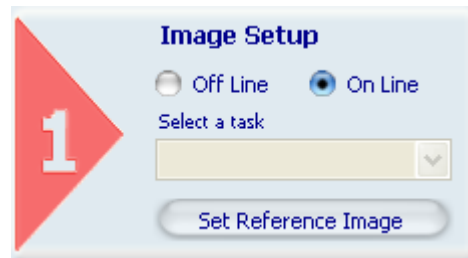 Image Setup
Off Line On Line
Select a task
1
Set Reference Image